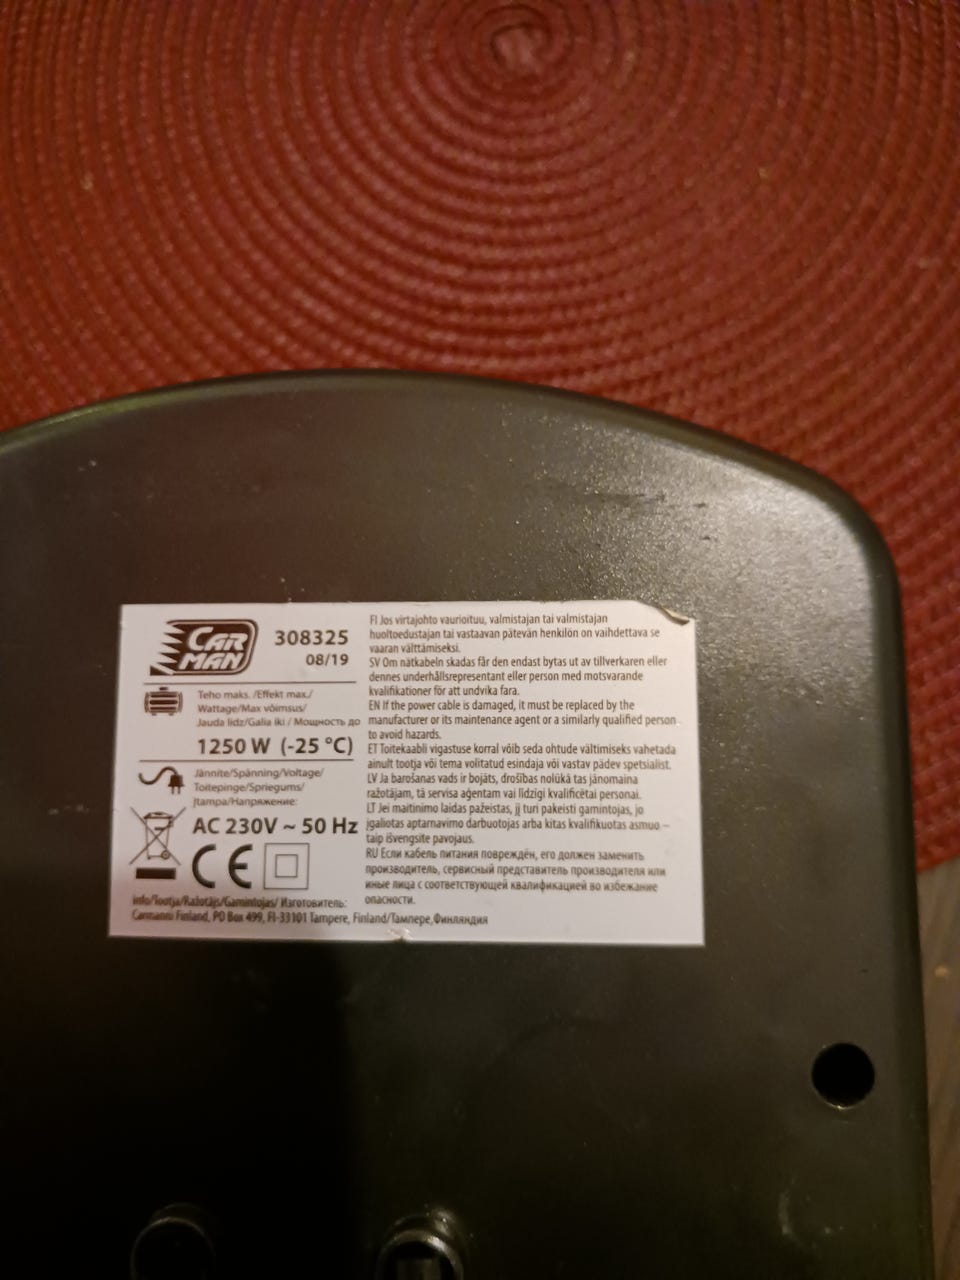 CAR
MAN
308325
08/19
Teho maks. /Effekt max./
Wattage/Max võimsus/
Jauda līdz/Galia iki / Мощность до
1250 W (-25 °C)
Jännite/Spänning/Voltage/
Toitepinge/Spriegums/
Įtampa/Напряжение:
AC 230V ~ 50 Hz
CE
FI Jos virtajohto vaurioituu, valmistajan tai valmistajan
huoltoedustajan tai vastaavan pätevän henkilön on vaihdettava se
vaaran välttämiseksi.
SV Om nätkabeln skadas får den endast bytas ut av tillverkaren eller
dennes underhållsrepresentant eller person med motsvarande
kvalifikationer för att undvika fara.
EN If the power cable is damaged, it must be replaced by the
manufacturer or its maintenance agent or a similarly qualified person
to avoid hazards.
ET Toitekaabli vigastuse korral võib seda ohtude vältimiseks vahetada
ainult tootja või tema volitatud esindaja või vastav pädev spetsialist.
LV Ja barošanas vads ir bojāts, drošības nolūkā tas jānomaina
ražotājam, tā servisa aģentam vai līdzīgi kvalificētai personai.
LT Jei maitinimo laidas pažeistas, jį turi pakeisti gamintojas, jo
įgaliotas aptarnavimo darbuotojas arba kitas kvalifikuotas asmuo –
taip išvengsite pavojaus.
RU Если кабель питания повреждён, его должен заменить
производитель, сервисный представитель производителя или
иные лица с соответствующей квалификацией во избежание
опасности.
Info/Tootja/Ražotājs/Gamintojas/ Изготовитель:
Carmanni Finland, PO Box 499, FI-33101 Tampere, Finland/Тампере, Финляндия